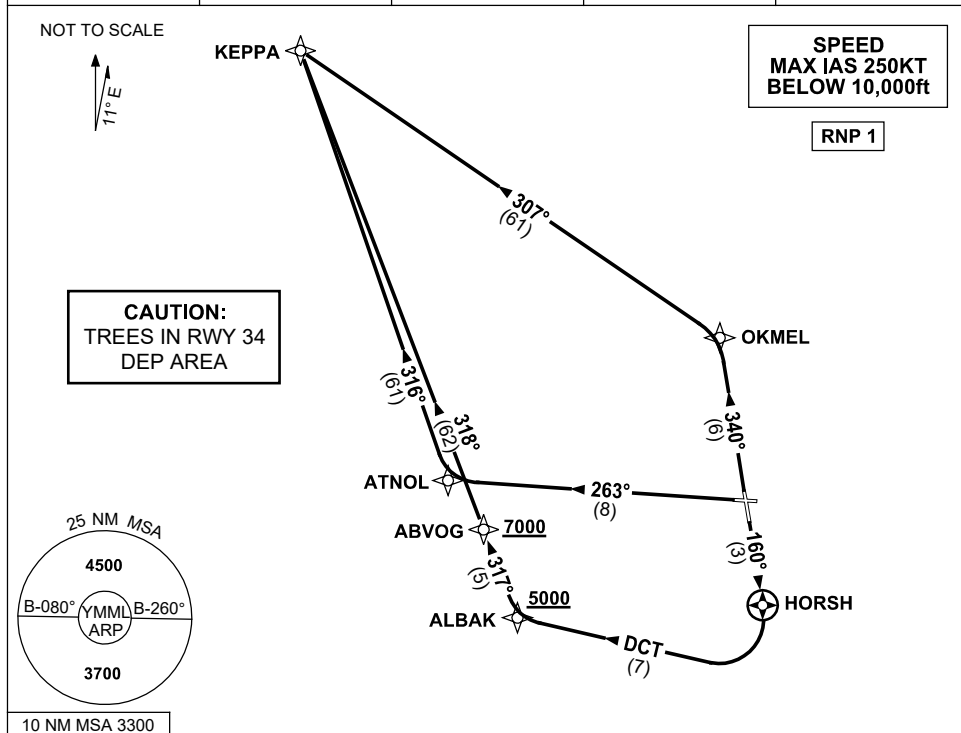 NOT TO SCALE
11° E
KEPPA
SPEED
MAX IAS 250KT
BELOW 10,000ft
RNP 1
307°
(61)
CAUTION:
TREES IN RWY 34
DEP AREA
OKMEL
316°
(61)
318°
(62)
340°
(6)
ATNOL
263°
(8)
ABVOG 7000
317°
(5)
160°
(3)
HORSH
ALBAK 5000
DCT
(7)
25 NM MSA
4500
B-080° YMML B-260°
ARP
3700
10 NM MSA 3300